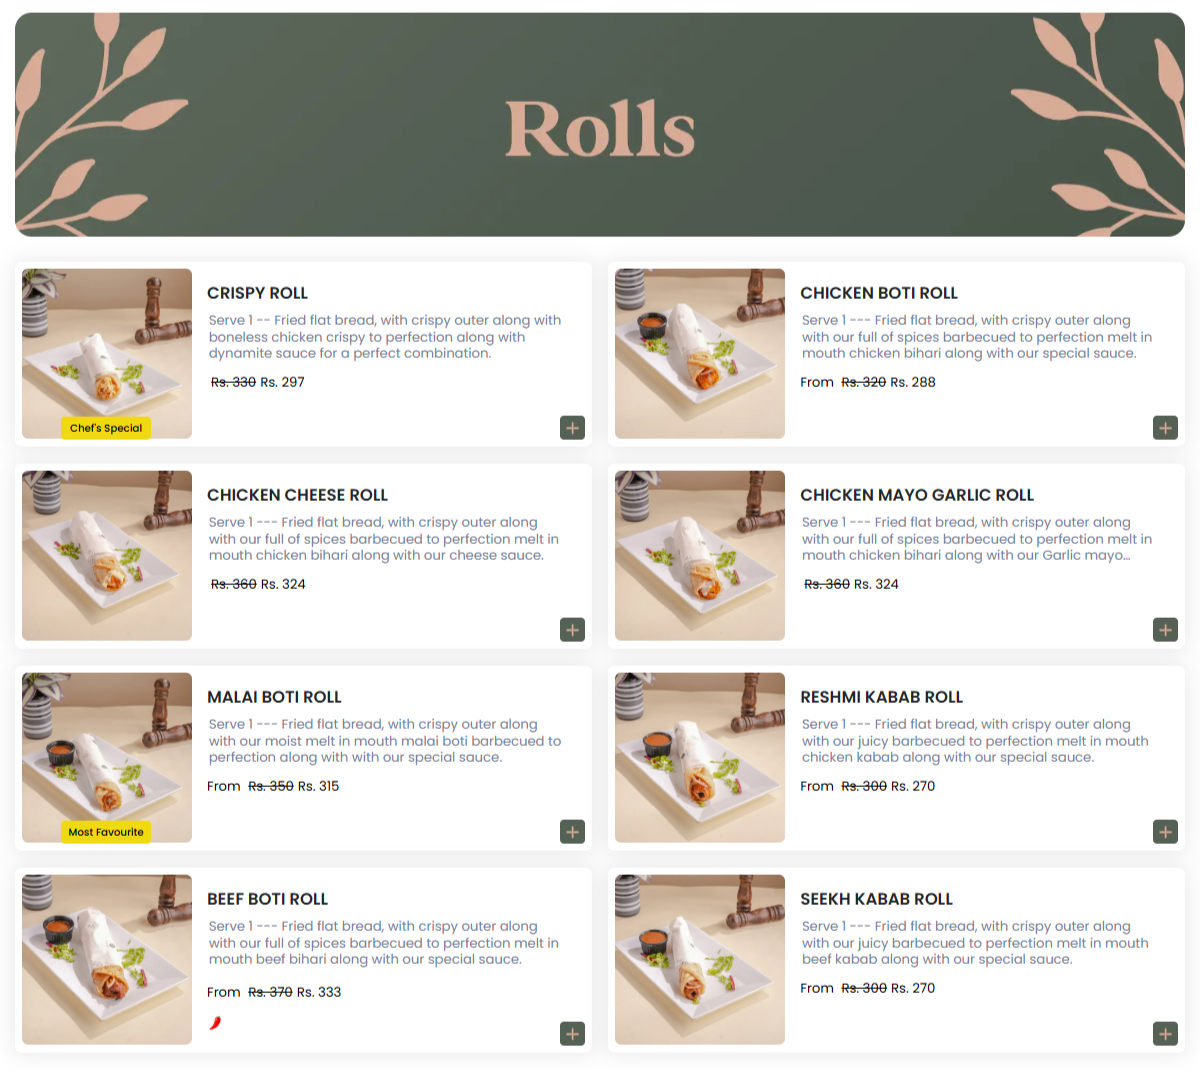 Rolls
CRISPY ROLL
Serve 1 -- Fried flat bread, with crispy outer along with
boneless chicken crispy to perfection along with
dynamite sauce for a perfect combination.
Rs. 330 Rs. 297
Chef's Special
CHICKEN BOTI ROLL
Serve 1 --- Fried flat bread, with crispy outer along
with our full of spices barbecued to perfection melt in
mouth chicken bihari along with our special sauce.
From Rs. 320 Rs. 288
CHICKEN CHEESE ROLL
Serve 1 --- Fried flat bread, with crispy outer along
with our full of spices barbecued to perfection melt in
mouth chicken bihari along with our cheese sauce.
Rs. 360 Rs. 324
CHICKEN MAYO GARLIC ROLL
Serve 1 --- Fried flat bread, with crispy outer along
with our full of spices barbecued to perfection melt in
mouth chicken bihari along with our Garlic mayo...
Rs. 360 Rs. 324
MALAI BOTI ROLL
Serve 1 --- Fried flat bread, with crispy outer along
with our moist melt in mouth malai boti barbecued to
perfection along with with our special sauce.
From Rs. 350 Rs. 315
Most Favourite
RESHMI KABAB ROLL
Serve 1 --- Fried flat bread, with crispy outer along
with our juicy barbecued to perfection melt in mouth
chicken kabab along with our special sauce.
From Rs. 300 Rs. 270
BEEF BOTI ROLL
Serve 1 --- Fried flat bread, with crispy outer along
with our full of spices barbecued to perfection melt in
mouth beef bihari along with our special sauce.
From Rs. 370 Rs. 333
SEEKH KABAB ROLL
Serve 1 --- Fried flat bread, with crispy outer along
with our juicy barbecued to perfection melt in mouth
beef kabab along with our special sauce.
From Rs. 300 Rs. 270